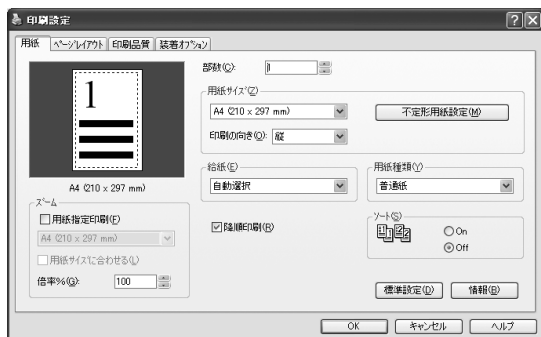 印刷設定
用紙 ページレイアウト 印刷品質 装着オプション
1
A4 (210 x 297 mm)
ズーム
用紙指定印刷(F)
A4 (210 x 297 mm)
用紙サイズに合わせる(L)
倍率%(G): 100
部数(C): 1
用紙サイズ(Z)
A4 (210 x 297 mm)
不定形用紙設定(M)
印刷の向き(O): 縦
給紙(E)
自動選択
用紙種類(Y)
普通紙
降順印刷(R)
ソート(S)
1 1 2 2
On
Off
標準設定(D) 情報(B)
OK キャンセル ヘルプ